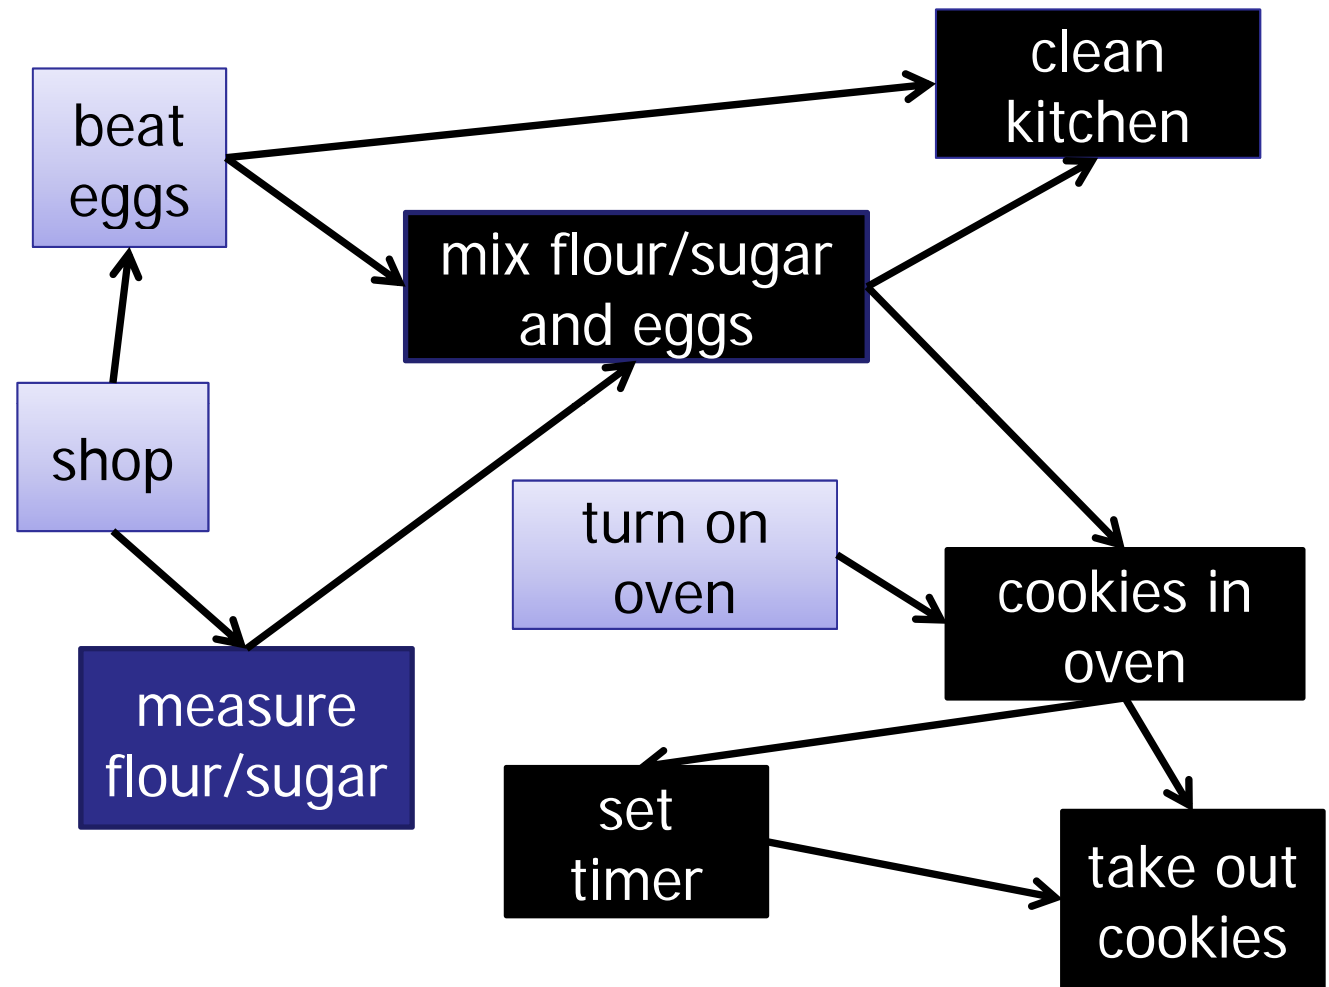 clean
kitchen
beat
eggs
mix flour/sugar
and eggs
shop
turn on
oven
cookies in
oven
measure
flour/sugar
set
timer
take out
cookies